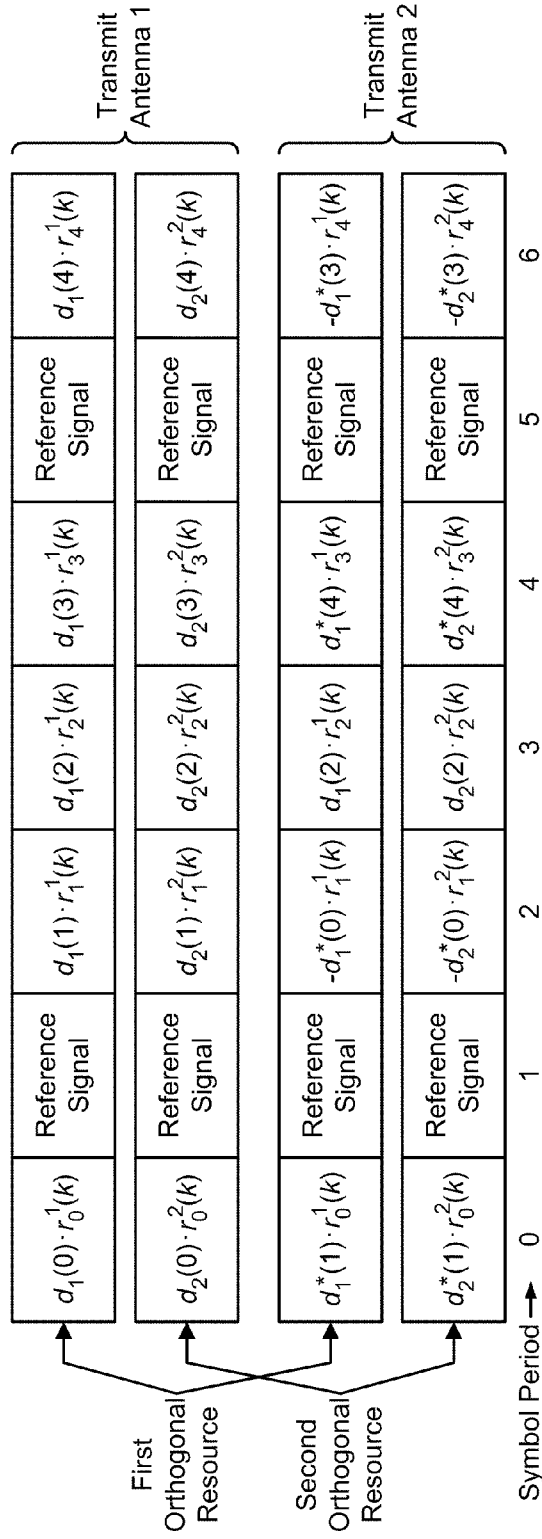 First
Orthogonal
Resource
Second
Orthogonal
Resource
d₁(0)·r₀¹(k)
Reference
Signal
d₁(1)·r₁¹(k)
d₁(2)·r₂¹(k)
d₁(3)·r₃¹(k)
Reference
Signal
d₁(4)·r₄¹(k)
d₂(0)·r₀²(k)
Reference
Signal
d₂(1)·r₁²(k)
d₂(2)·r₂²(k)
d₂(3)·r₃²(k)
Reference
Signal
d₂(4)·r₄²(k)
Transmit
Antenna 1
d₁*(1)·r₀¹(k)
Reference
Signal
-d₁*(0)·r₁¹(k)
d₁(2)·r₂¹(k)
d₁*(4)·r₃¹(k)
Reference
Signal
-d₁*(3)·r₄¹(k)
d₂*(1)·r₀²(k)
Reference
Signal
-d₂*(0)·r₁²(k)
d₂(2)·r₂²(k)
d₂*(4)·r₃²(k)
Reference
Signal
-d₂*(3)·r₄²(k)
Transmit
Antenna 2
Symbol Period → 0 1 2 3 4 5 6